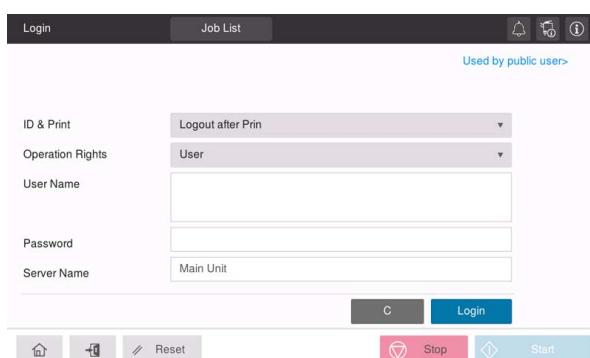 Login Job List
Used by public user>
ID & Print Logout after Prin
Operation Rights User
User Name
Password
Server Name Main Unit
C Login
Reset Stop Start